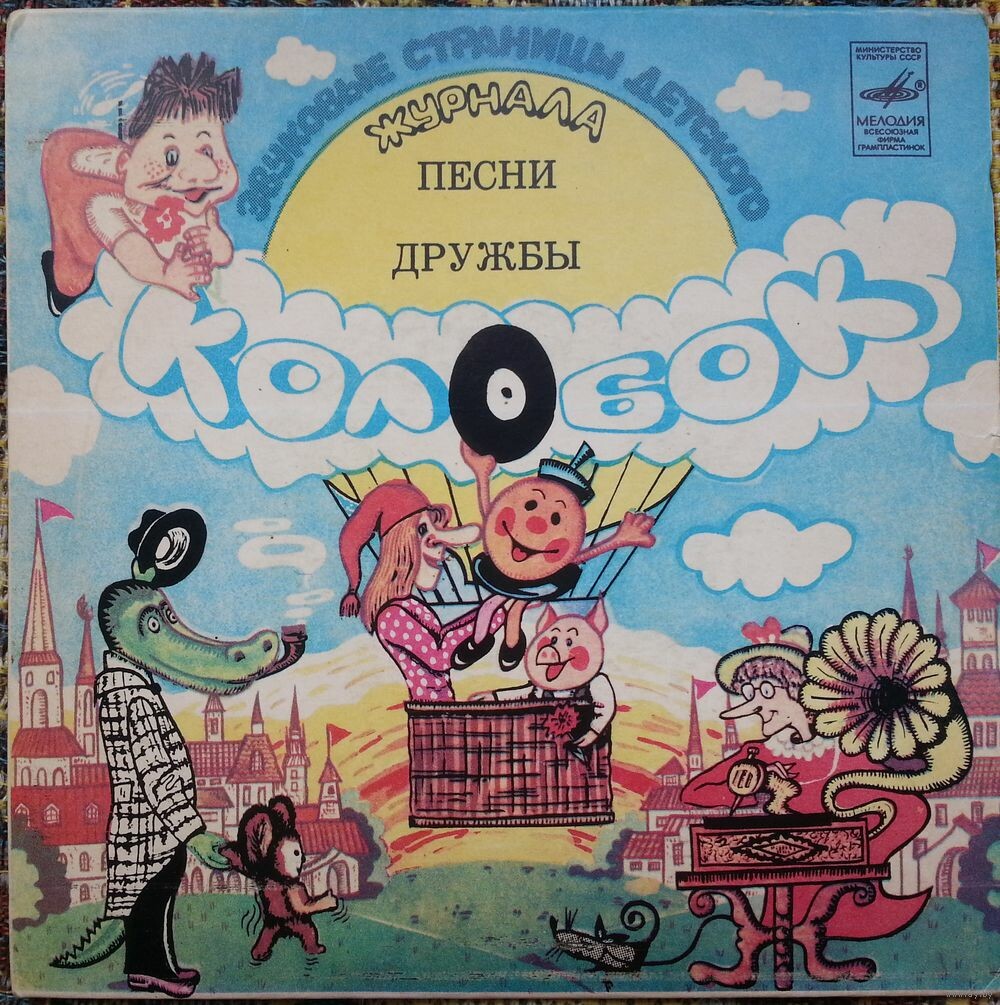 ЗВУКОВЫЕ СТРАНИЦЫ ДЕТСКОГО
ЖУРНАЛА
ПЕСНИ
ДРУЖБЫ
КОЛОБОК
МИНИСТЕРСТВО
КУЛЬТУРЫ СССР
МЕЛОДИЯ
ВСЕСОЮЗНАЯ
ФИРМА
ГРАМПЛАСТИНОК